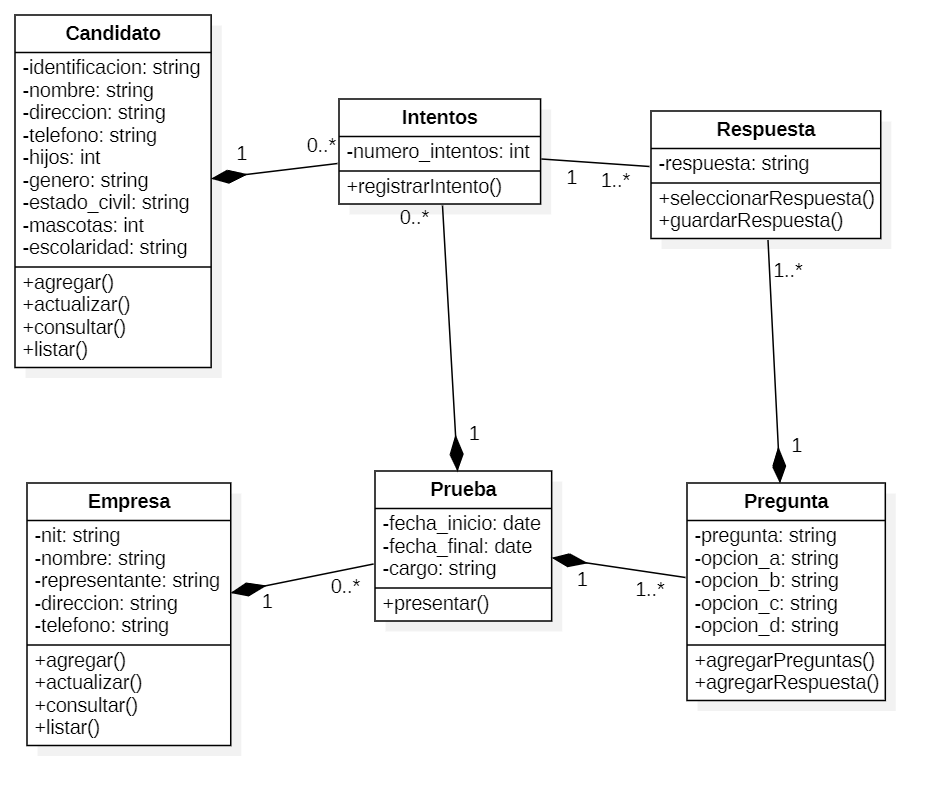 Candidato
-identificacion: string
-nombre: string
-direccion: string
-telefono: string
-hijos: int
-genero: string
-estado_civil: string
-mascotas: int
-escolaridad: string
+agregar()
+actualizar()
+consultar()
+listar()
1
0..*
Intentos
-numero_intentos: int
+registrarIntento()
1
1..*
Respuesta
-respuesta: string
+seleccionarRespuesta()
+guardarRespuesta()
0..*
1
1..*
1
Empresa
-nit: string
-nombre: string
-representante: string
-direccion: string
-telefono: string
+agregar()
+actualizar()
+consultar()
+listar()
1
0..*
Prueba
-fecha_inicio: date
-fecha_final: date
-cargo: string
+presentar()
1
1..*
Pregunta
-pregunta: string
-opcion_a: string
-opcion_b: string
-opcion_c: string
-opcion_d: string
+agregarPreguntas()
+agregarRespuesta()